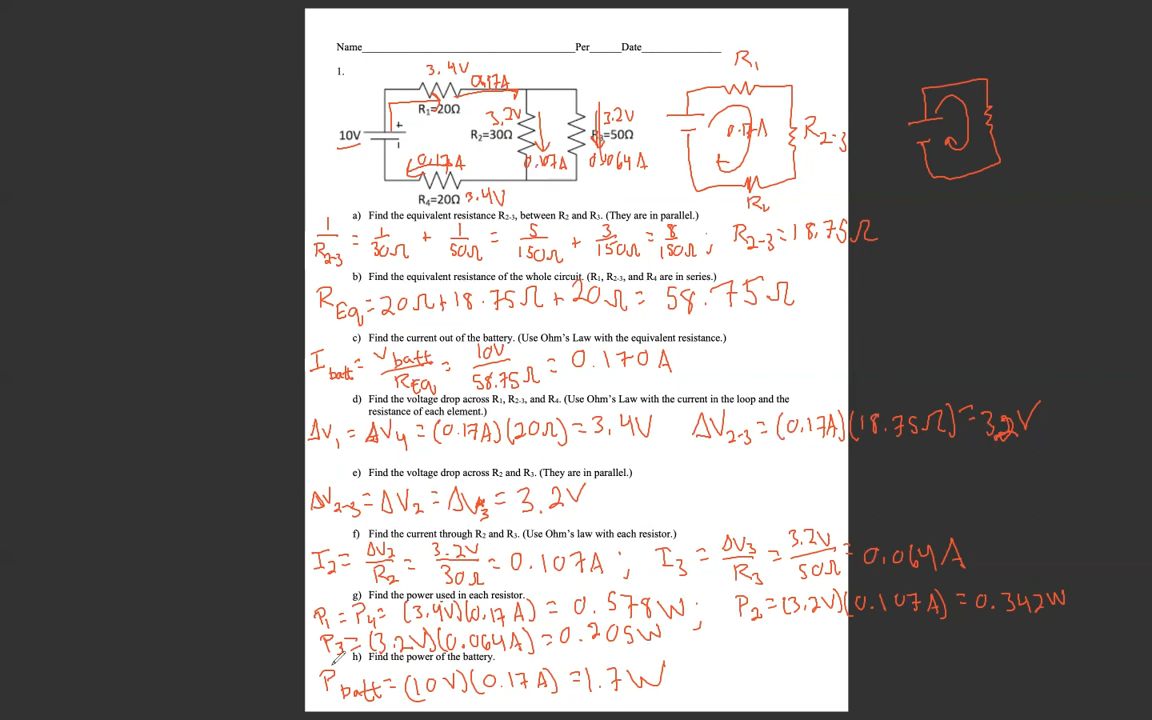 Name____________ Per_____ Date____________
1.
3.4V
0.17A
R₁=20Ω
10V
+
-
R₂=30Ω
3.2V
0.107A
3.2V
R₃=50Ω
0.064A
0.17A
R₄=20Ω 3.4V
R₁
0.17A
R₂₋₃
a) Find the equivalent resistance R₂₋₃, between R₂ and R₃. (They are in parallel.)
1/R₂₋₃ = 1/30Ω + 1/50Ω = 5/150Ω + 3/150Ω = 8/150Ω ; R₂₋₃ = 18.75Ω
b) Find the equivalent resistance of the whole circuit. (R₁, R₂₋₃, and R₄ are in series.)
R_Eq = 20Ω + 18.75Ω + 20Ω = 58.75Ω
c) Find the current out of the battery. (Use Ohm's Law with the equivalent resistance.)
I_batt = V_batt/R_EQ = 10V/58.75Ω = 0.170A
d) Find the voltage drop across R₁, R₂₋₃, and R₄. (Use Ohm's Law with the current in the loop and the
resistance of each element.)
ΔV₁ = ΔV₄ = (0.17A)(20Ω) = 3.4V ΔV₂₋₃ = (0.17A)(18.75Ω) = 3.2V
e) Find the voltage drop across R₂ and R₃. (They are in parallel.)
ΔV₂₋₃ = ΔV₂ = ΔV₃ = 3.2V
f) Find the current through R₂ and R₃. (Use Ohm's law with each resistor.)
I₂ = ΔV₂/R₂ = 3.2V/30Ω = 0.107A ; I₃ = ΔV₃/R₃ = 3.2V/50Ω = 0.064A
g) Find the power used in each resistor.
P₁ = P₄ = (3.4V)(0.17A) = 0.578W ; P₂ = (3.2V)(0.107A) = 0.342W
P₃ = (3.2V)(0.064A) = 0.205W ;
h) Find the power of the battery.
P_batt = (10V)(0.17A) = 1.7W